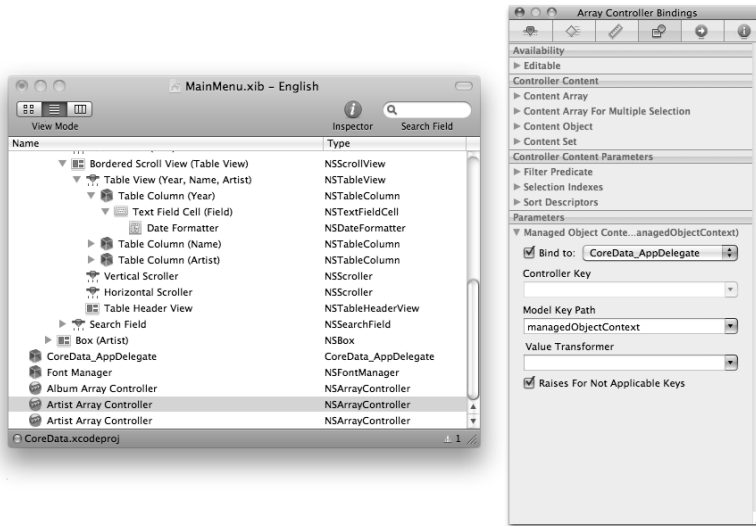 MainMenu.xib – English
View Mode
Inspector
Search Field
Name
Type
Bordered Scroll View (Table View) NSScrollView
Table View (Year, Name, Artist) NSTableView
Table Column (Year) NSTableColumn
Text Field Cell (Field) NSTextFieldCell
Date Formatter NSDateFormatter
Table Column (Name) NSTableColumn
Table Column (Artist) NSTableColumn
Vertical Scroller NSScroller
Horizontal Scroller NSScroller
Table Header View NSTableHeaderView
Search Field NSSearchField
Box (Artist) NSBox
CoreData_AppDelegate CoreData_AppDelegate
Font Manager NSFontManager
Album Array Controller NSArrayController
Artist Array Controller NSArrayController
Artist Array Controller NSArrayController
CoreData.xcodeproj 1
Array Controller Bindings
Availability
Editable
Controller Content
Content Array
Content Array For Multiple Selection
Content Object
Content Set
Controller Content Parameters
Filter Predicate
Selection Indexes
Sort Descriptors
Parameters
Managed Object Conte...anagedObjectContext)
Bind to: CoreData_AppDelegate
Controller Key
Model Key Path
managedObjectContext
Value Transformer
Raises For Not Applicable Keys